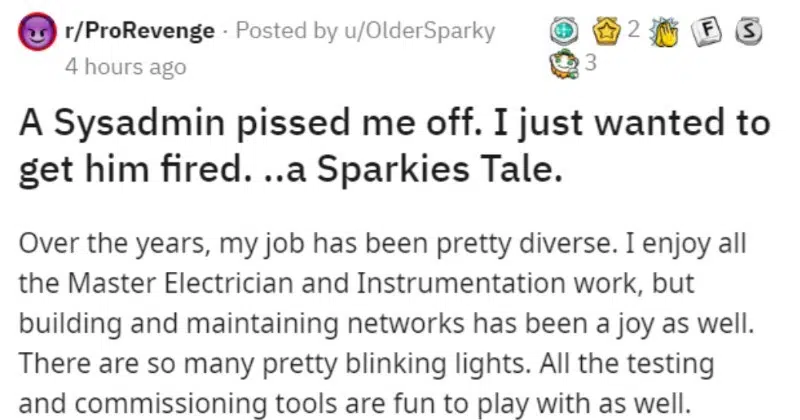 r/ProRevenge · Posted by u/OlderSparky
2
F
S
4 hours ago
3
A Sysadmin pissed me off. I just wanted to
get him fired. ..a Sparkies Tale.
Over the years, my job has been pretty diverse. I enjoy all
the Master Electrician and Instrumentation work, but
building and maintaining networks has been a joy as well.
There are so many pretty blinking lights. All the testing
and commissioning tools are fun to play with as well.